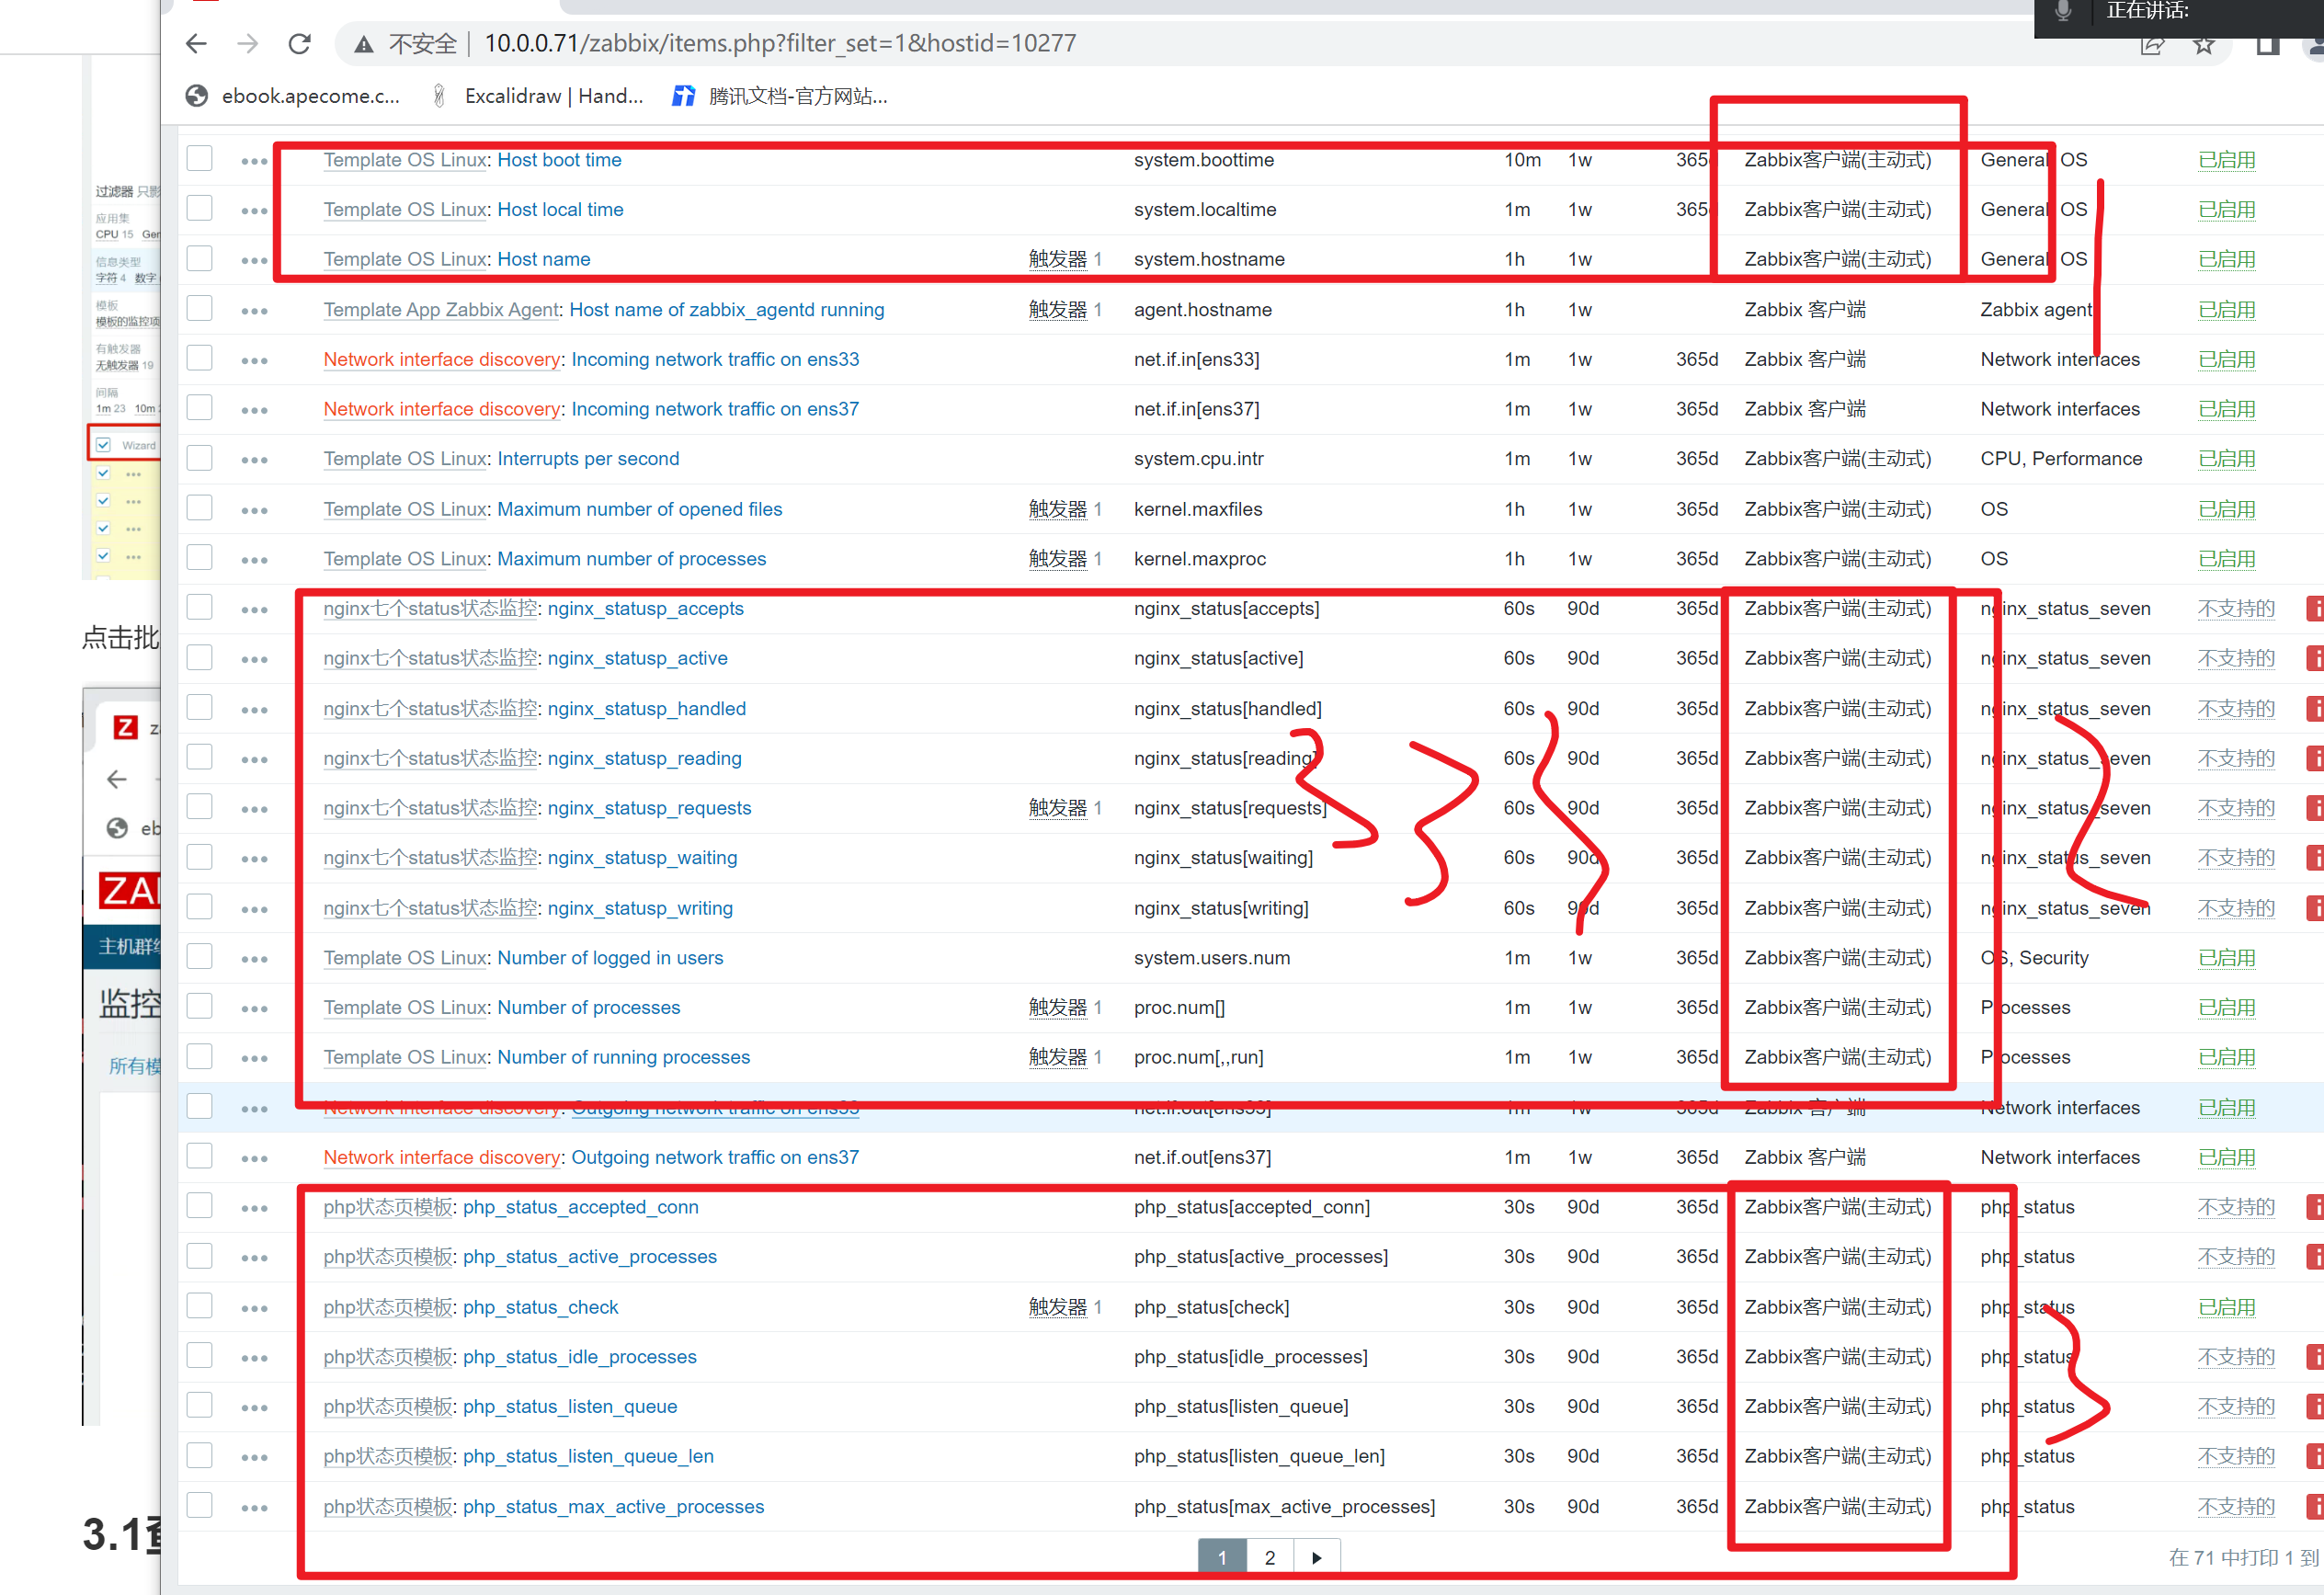 正在讲话:
不安全 10.0.0.71/zabbix/items.php?filter_set=1&hostid=10277
ebook.apecome.c... Excalidraw | Hand... 腾讯文档-官方网站...
Template OS Linux: Host boot time system.boottime 10m 1w 365d Zabbix客户端(主动式) General, OS 已启用
Template OS Linux: Host local time system.localtime 1m 1w 365d Zabbix客户端(主动式) General, OS 已启用
Template OS Linux: Host name 触发器 1 system.hostname 1h 1w Zabbix客户端(主动式) General, OS 已启用
Template App Zabbix Agent: Host name of zabbix_agentd running 触发器 1 agent.hostname 1h 1w Zabbix 客户端 Zabbix agent 已启用
Network interface discovery: Incoming network traffic on ens33 net.if.in[ens33] 1m 1w 365d Zabbix 客户端 Network interfaces 已启用
Network interface discovery: Incoming network traffic on ens37 net.if.in[ens37] 1m 1w 365d Zabbix 客户端 Network interfaces 已启用
Template OS Linux: Interrupts per second system.cpu.intr 1m 1w 365d Zabbix客户端(主动式) CPU, Performance 已启用
Template OS Linux: Maximum number of opened files 触发器 1 kernel.maxfiles 1h 1w 365d Zabbix客户端(主动式) OS 已启用
Template OS Linux: Maximum number of processes 触发器 1 kernel.maxproc 1h 1w 365d Zabbix客户端(主动式) OS 已启用
nginx七个status状态监控: nginx_statusp_accepts nginx_status[accepts] 60s 90d 365d Zabbix客户端(主动式) nginx_status_seven 不支持的
nginx七个status状态监控: nginx_statusp_active nginx_status[active] 60s 90d 365d Zabbix客户端(主动式) nginx_status_seven 不支持的
nginx七个status状态监控: nginx_statusp_handled nginx_status[handled] 60s 90d 365d Zabbix客户端(主动式) nginx_status_seven 不支持的
nginx七个status状态监控: nginx_statusp_reading nginx_status[reading] 60s 90d 365d Zabbix客户端(主动式) nginx_status_seven 不支持的
nginx七个status状态监控: nginx_statusp_requests 触发器 1 nginx_status[requests] 60s 90d 365d Zabbix客户端(主动式) nginx_status_seven 不支持的
nginx七个status状态监控: nginx_statusp_waiting nginx_status[waiting] 60s 90d 365d Zabbix客户端(主动式) nginx_status_seven 不支持的
nginx七个status状态监控: nginx_statusp_writing nginx_status[writing] 60s 90d 365d Zabbix客户端(主动式) nginx_status_seven 不支持的
Template OS Linux: Number of logged in users system.users.num 1m 1w 365d Zabbix客户端(主动式) OS, Security 已启用
Template OS Linux: Number of processes 触发器 1 proc.num[] 1m 1w 365d Zabbix客户端(主动式) Processes 已启用
Template OS Linux: Number of running processes 触发器 1 proc.num[,,run] 1m 1w 365d Zabbix客户端(主动式) Processes 已启用
Network interface discovery: Outgoing network traffic on ens33 net.if.out[ens33] 1m 1w 365d Zabbix 客户端 Network interfaces 已启用
Network interface discovery: Outgoing network traffic on ens37 net.if.out[ens37] 1m 1w 365d Zabbix 客户端 Network interfaces 已启用
php状态页模板: php_status_accepted_conn php_status[accepted_conn] 30s 90d 365d Zabbix客户端(主动式) php_status 不支持的
php状态页模板: php_status_active_processes php_status[active_processes] 30s 90d 365d Zabbix客户端(主动式) php_status 不支持的
php状态页模板: php_status_check 触发器 1 php_status[check] 30s 90d 365d Zabbix客户端(主动式) php_status 已启用
php状态页模板: php_status_idle_processes php_status[idle_processes] 30s 90d 365d Zabbix客户端(主动式) php_status 不支持的
php状态页模板: php_status_listen_queue php_status[listen_queue] 30s 90d 365d Zabbix客户端(主动式) php_status 不支持的
php状态页模板: php_status_listen_queue_len php_status[listen_queue_len] 30s 90d 365d Zabbix客户端(主动式) php_status 不支持的
php状态页模板: php_status_max_active_processes php_status[max_active_processes] 30s 90d 365d Zabbix客户端(主动式) php_status 不支持的
1 2
在 71 中打印 1 到
过滤器 只影
应用集
CPU 15 Gen
信息类型
字符 4 数字
模板
模板的监控项
有触发器
无触发器 19
间隔
1m 23 10m
Wizard
点击批
Z
eb
ZAB
主机群组
监控
所有模
3.1查